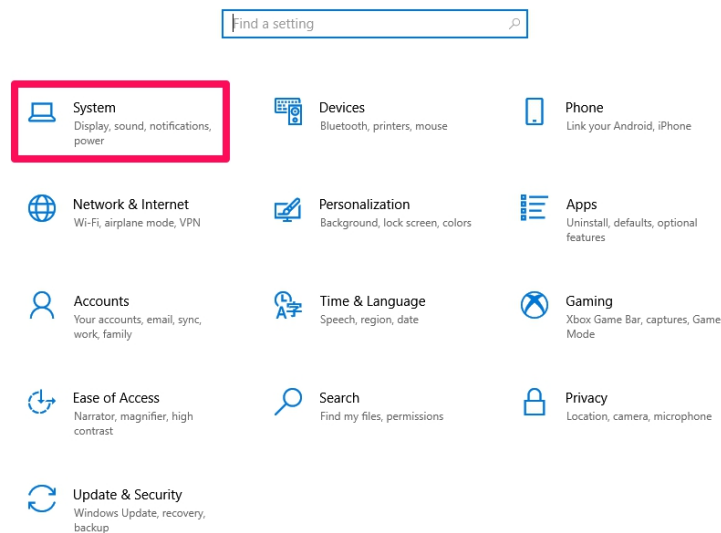 Find a setting
System
Display, sound, notifications,
power
Devices
Bluetooth, printers, mouse
Phone
Link your Android, iPhone
Network & Internet
Wi-Fi, airplane mode, VPN
Personalization
Background, lock screen, colors
Apps
Uninstall, defaults, optional
features
Accounts
Your accounts, email, sync,
work, family
Time & Language
Speech, region, date
Gaming
Xbox Game Bar, captures, Game
Mode
Ease of Access
Narrator, magnifier, high
contrast
Search
Find my files, permissions
Privacy
Location, camera, microphone
Update & Security
Windows Update, recovery,
backup